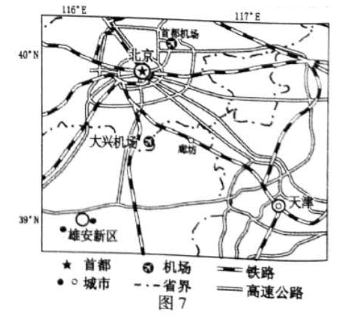 116°E
117°E
首都机场
40°N
北京
大兴机场
廊坊
天津
39°N
雄安新区
首都
机场
铁路
城市
省界
高速公路
图7